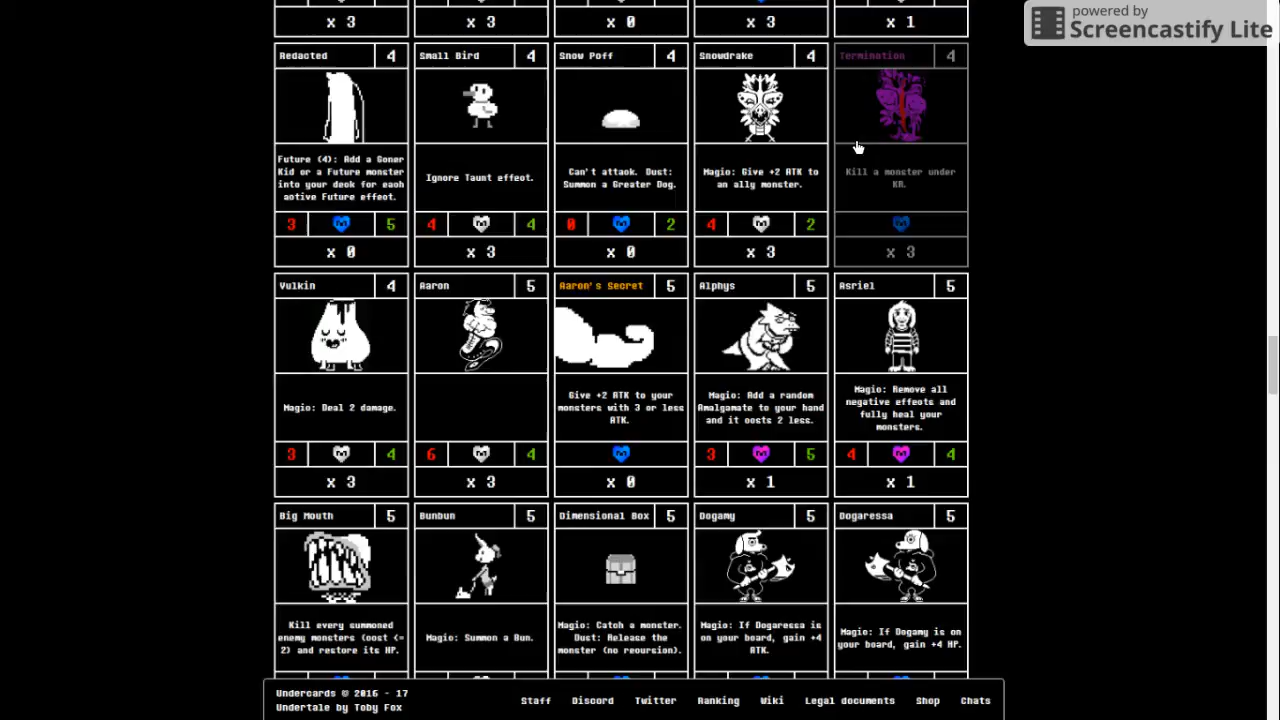 powered by
Screencastify Lite
x 3
x 3
x 0
x 3
x 1
Redacted 4
Small Bird 4
Snow Poff 4
Snowdrake 4
Termination 4
Future (4): Add a Goner
Kid or a Future monster
into your deck for each
active Future effect.
Ignore Taunt effect.
Can't attack. Dust:
Summon a Greater Dog.
Magic: Give +2 ATK to
an ally monster.
Kill a monster under
KR.
3 5
4 4
0 2
4 2
x 0
x 3
x 0
x 3
x 3
Vulkin 4
Aaron 5
Aaron's Secret 5
Alphys 5
Asriel 5
Magic: Deal 2 damage.
Give +2 ATK to your
monsters with 3 or less
ATK.
Magic: Add a random
Amalgamate to your hand
and it costs 2 less.
Magic: Remove all
negative effects and
fully heal your
monsters.
3 4
6 4
3 5
4 4
x 3
x 3
x 0
x 1
x 1
Big Mouth 5
Bunbun 5
Dimensional Box 5
Dogamy 5
Dogaressa 5
Kill every summoned
enemy monsters (cost <=
2) and restore its HP.
Magic: Summon a Bun.
Magic: Catch a monster.
Dust: Release the
monster (no recursion).
Magic: If Dogaressa is
on your board, gain +4
ATK.
Magic: If Dogamy is on
your board, gain +4 HP.
Undercards © 2016 - 17
Undertale by Toby Fox
Staff Discord Twitter Ranking Wiki Legal documents Shop Chats